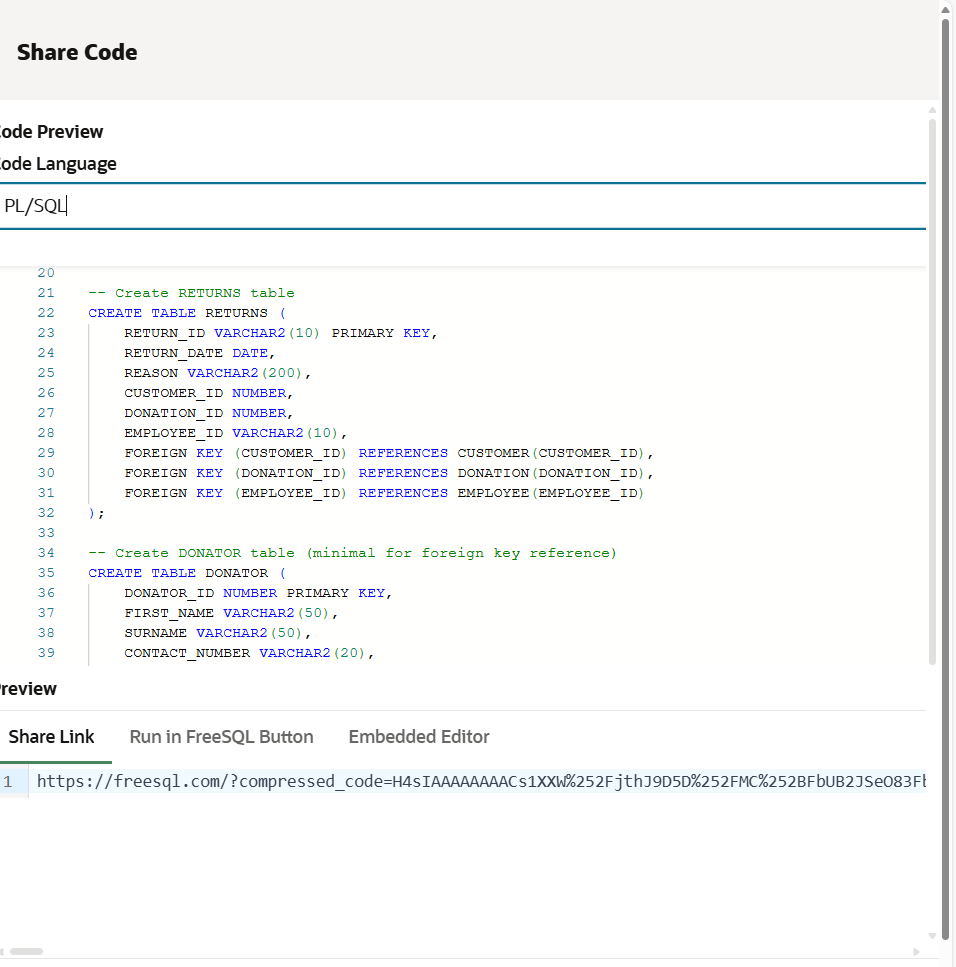 Share Code
ode Preview
ode Language
PL/SQL
20
21 -- Create RETURNS table
22 CREATE TABLE RETURNS (
23 RETURN_ID VARCHAR2(10) PRIMARY KEY,
24 RETURN_DATE DATE,
25 REASON VARCHAR2(200),
26 CUSTOMER_ID NUMBER,
27 DONATION_ID NUMBER,
28 EMPLOYEE_ID VARCHAR2(10),
29 FOREIGN KEY (CUSTOMER_ID) REFERENCES CUSTOMER(CUSTOMER_ID),
30 FOREIGN KEY (DONATION_ID) REFERENCES DONATION(DONATION_ID),
31 FOREIGN KEY (EMPLOYEE_ID) REFERENCES EMPLOYEE(EMPLOYEE_ID)
32 );
33
34 -- Create DONATOR table (minimal for foreign key reference)
35 CREATE TABLE DONATOR (
36 DONATOR_ID NUMBER PRIMARY KEY,
37 FIRST_NAME VARCHAR2(50),
38 SURNAME VARCHAR2(50),
39 CONTACT_NUMBER VARCHAR2(20),
review
Share Link Run in FreeSQL Button Embedded Editor
1 https://freesql.com/?compressed_code=H4sIAAAAAAAACs1XXW%252FjthJ9D5D%252FMC%252BFbUB2JSeO83Fb